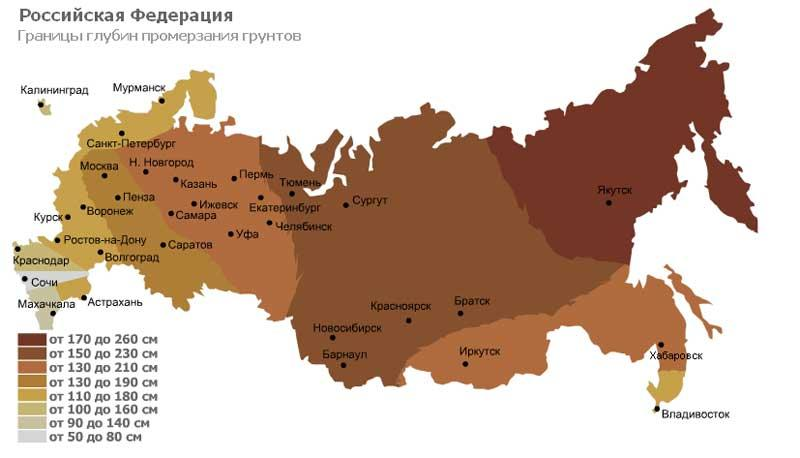 Российская Федерация
Границы глубин промерзания грунтов
Калининград
Мурманск
Санкт-Петербург
Москва
Н. Новгород
Казань
Пермь
Тюмень
Сургут
Якутск
Пенза
Ижевск
Екатеринбург
Курск
Воронеж
Самара
Челябинск
Уфа
Ростов-на-Дону
Саратов
Краснодар
Волгоград
Сочи
Махачкала
Астрахань
Красноярск
Братск
Новосибирск
Барнаул
Иркутск
Хабаровск
Владивосток
от 170 до 260 см
от 150 до 230 см
от 130 до 210 см
от 130 до 190 см
от 110 до 180 см
от 100 до 160 см
от 90 до 140 см
от 50 до 80 см